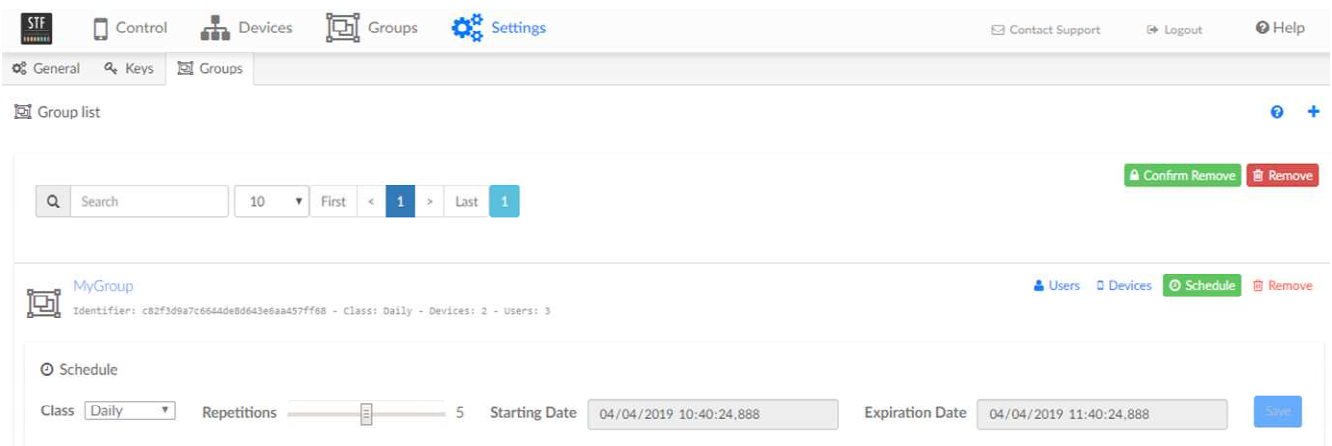 STF Control Devices Groups Settings Contact Support Logout Help
General Keys Groups
Group list
Confirm Remove Remove
Search 10 First < 1 > Last 1
MyGroup Users Devices Schedule Remove
Identifier: c82f3d9a7c6644de8d643e6aa457ff68 - Class: Daily - Devices: 2 - Users: 3
Schedule
Class Daily Repetitions 5 Starting Date 04/04/2019 10:40:24,888 Expiration Date 04/04/2019 11:40:24,888 Save